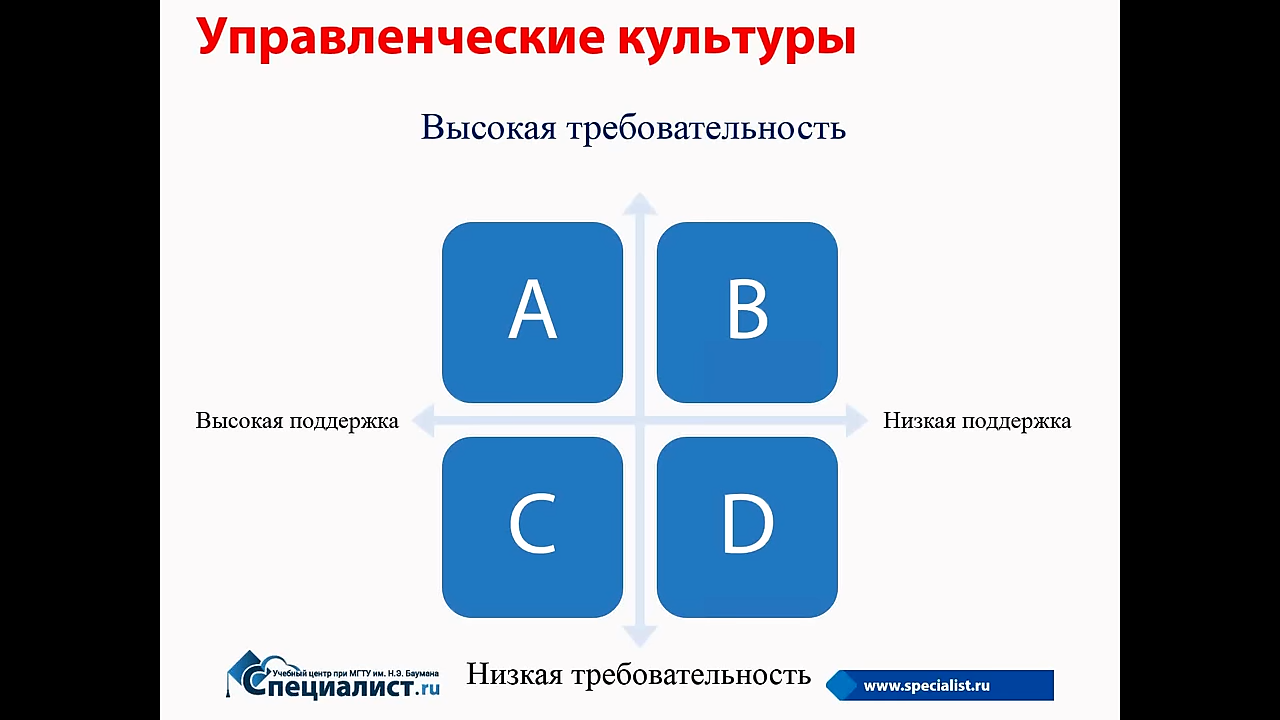 Управленческие культуры
Высокая требовательность
A
B
Высокая поддержка
Низкая поддержка
C
D
Учебный центр при МГТУ им. Н.Э. Баумана
Специалист.ru
Низкая требовательность
www.specialist.ru